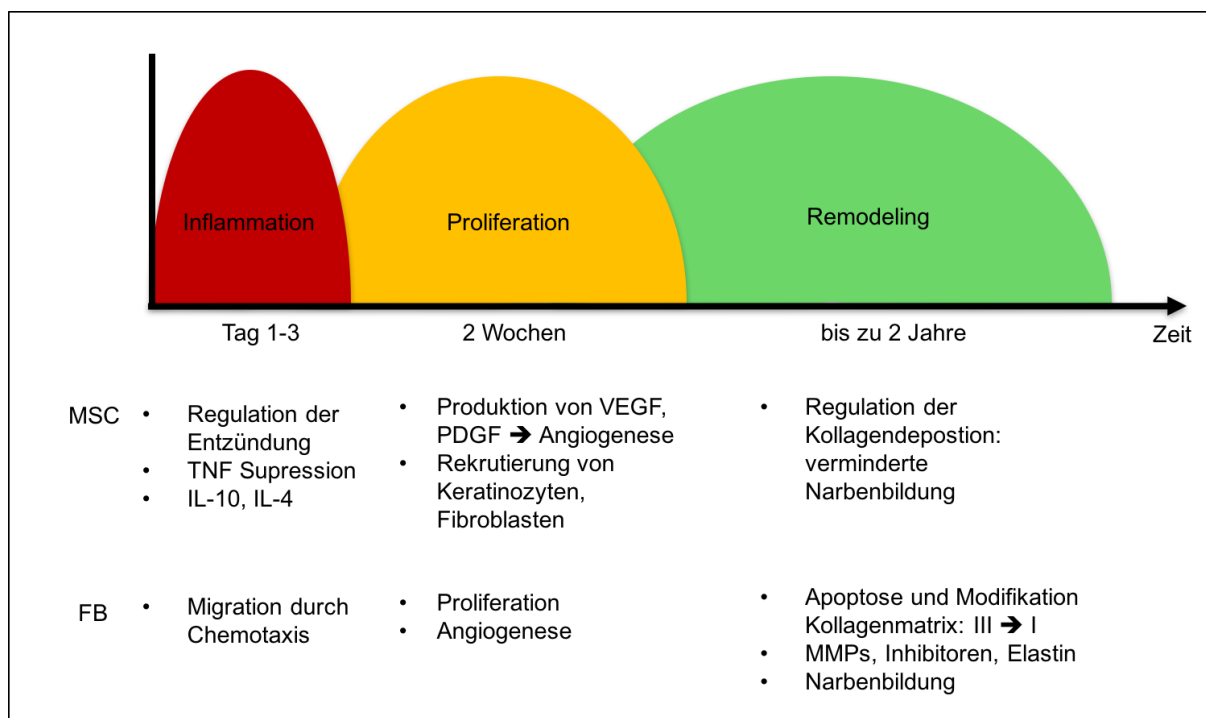 Inflammation
Proliferation
Remodeling
Tag 1-3
2 Wochen
bis zu 2 Jahre
Zeit
MSC
• Regulation der
Entzündung
• TNF Supression
• IL-10, IL-4
• Produktion von VEGF,
PDGF ➔ Angiogenese
• Rekrutierung von
Keratinozyten,
Fibroblasten
• Regulation der
Kollagendepostion:
verminderte
Narbenbildung
FB
• Migration durch
Chemotaxis
• Proliferation
• Angiogenese
• Apoptose und Modifikation
Kollagenmatrix: III ➔ I
• MMPs, Inhibitoren, Elastin
• Narbenbildung